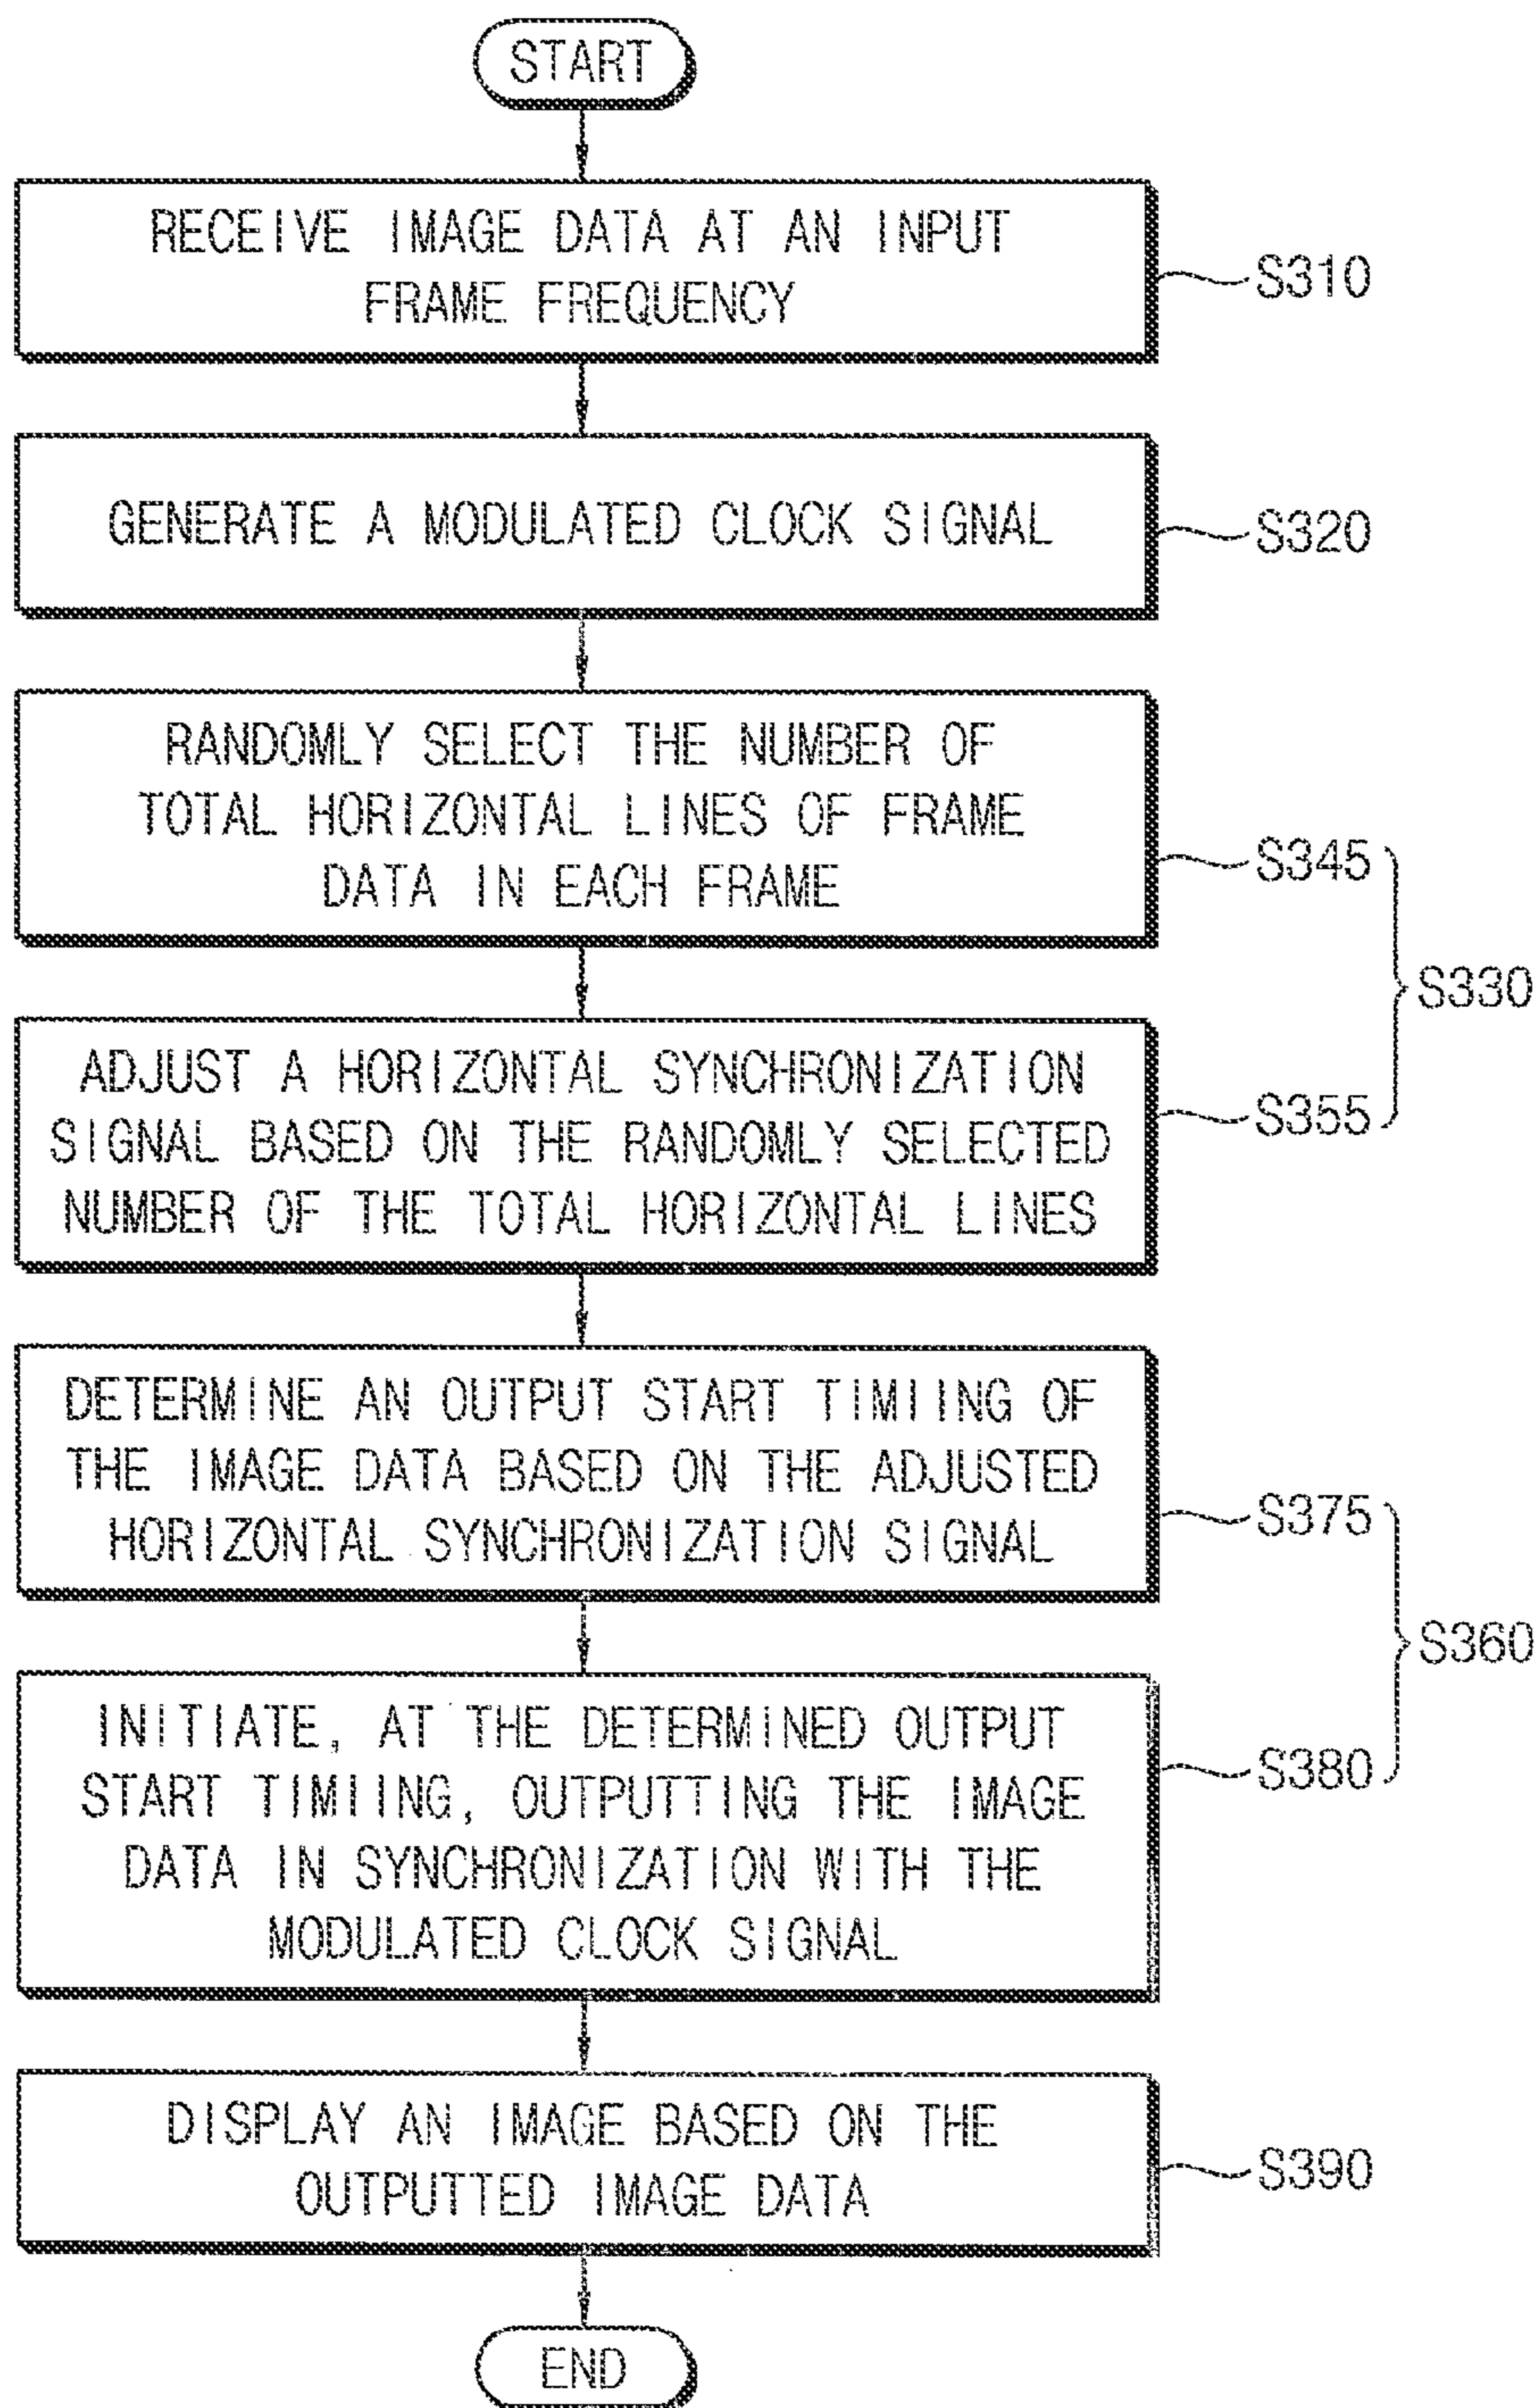 START
RECEIVE IMAGE DATA AT AN INPUT
FRAME FREQUENCY
S310
GENERATE A MODULATED CLOCK SIGNAL
S320
RANDOMLY SELECT THE NUMBER OF
TOTAL HORIZONTAL LINES OF FRAME
DATA IN EACH FRAME
S345
S330
ADJUST A HORIZONTAL SYNCHRONIZATION
SIGNAL BASED ON THE RANDOMLY SELECTED
NUMBER OF THE TOTAL HORIZONTAL LINES
S355
DETERMINE AN OUTPUT START TIMIING OF
THE IMAGE DATA BASED ON THE ADJUSTED
HORIZONTAL SYNCHRONIZATION SIGNAL
S375
S360
INITIATE, AT THE DETERMINED OUTPUT
START TIMIING, OUTPUTTING THE IMAGE
DATA IN SYNCHRONIZATION WITH THE
MODULATED CLOCK SIGNAL
S380
DISPLAY AN IMAGE BASED ON THE
OUTPUTTED IMAGE DATA
S390
END